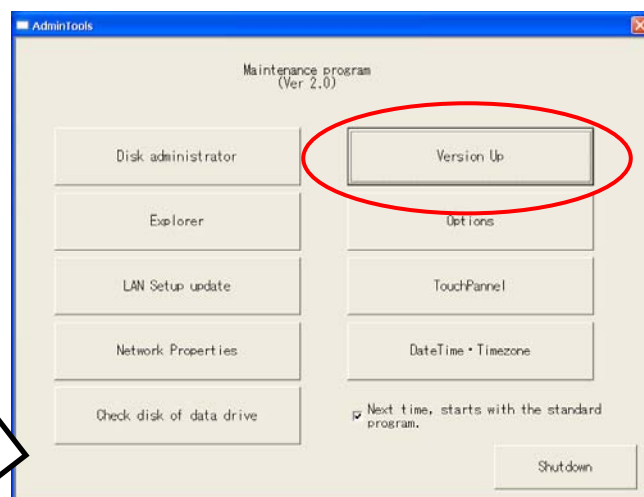 AdminTools
Maintenance program
(Ver 2.0)
Disk administrator
Version Up
Explorer
Options
LAN Setup update
TouchPannel
Network Properties
DateTime・Timezone
Check disk of data drive
Next time, starts with the standard
program.
Shutdown